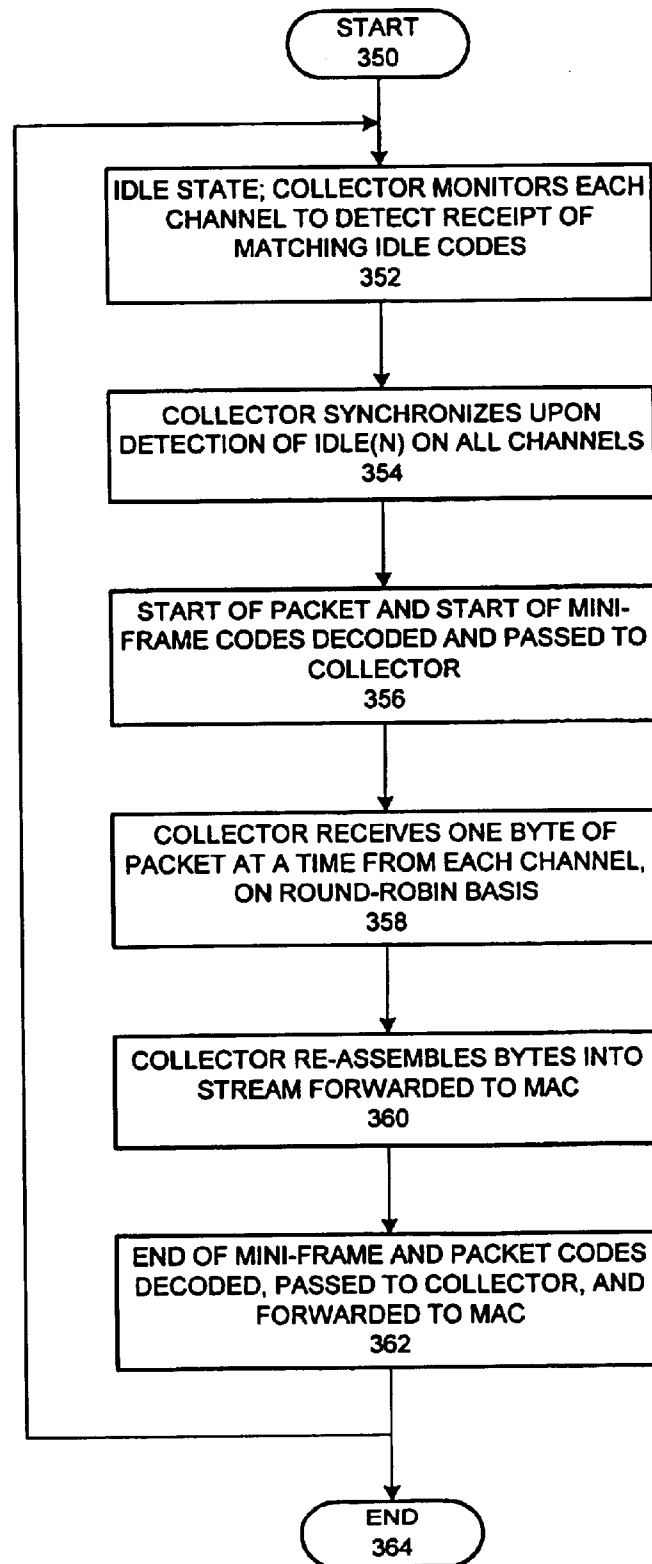 START
350
IDLE STATE; COLLECTOR MONITORS EACH
CHANNEL TO DETECT RECEIPT OF
MATCHING IDLE CODES
352
COLLECTOR SYNCHRONIZES UPON
DETECTION OF IDLE(N) ON ALL CHANNELS
354
START OF PACKET AND START OF MINI-
FRAME CODES DECODED AND PASSED TO
COLLECTOR
356
COLLECTOR RECEIVES ONE BYTE OF
PACKET AT A TIME FROM EACH CHANNEL,
ON ROUND-ROBIN BASIS
358
COLLECTOR RE-ASSEMBLES BYTES INTO
STREAM FORWARDED TO MAC
360
END OF MINI-FRAME AND PACKET CODES
DECODED, PASSED TO COLLECTOR, AND
FORWARDED TO MAC
362
END
364